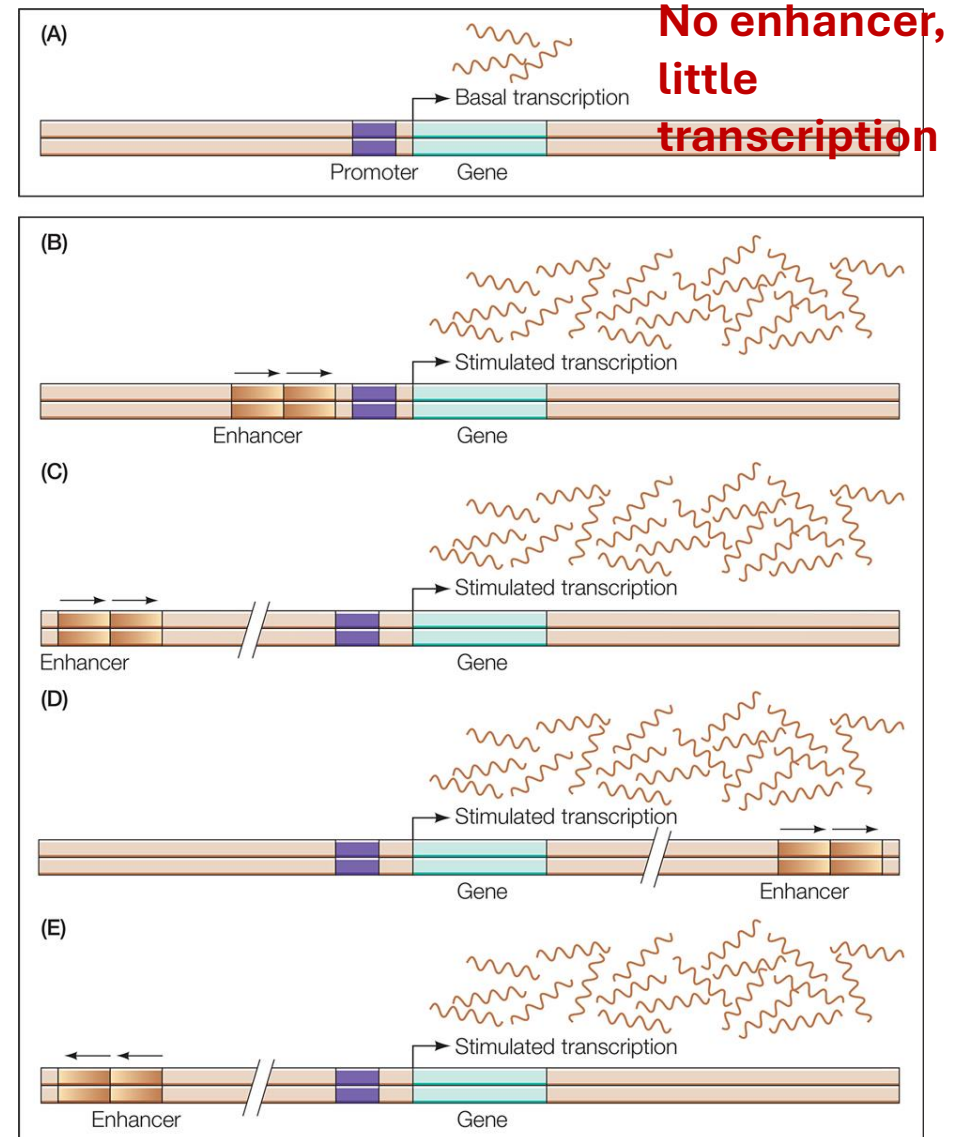 (A)
No enhancer,
little
transcription
Basal transcription
Promoter Gene
(B)
Stimulated transcription
Enhancer Gene
(C)
Stimulated transcription
Enhancer Gene
(D)
Stimulated transcription
Gene Enhancer
(E)
Stimulated transcription
Enhancer Gene